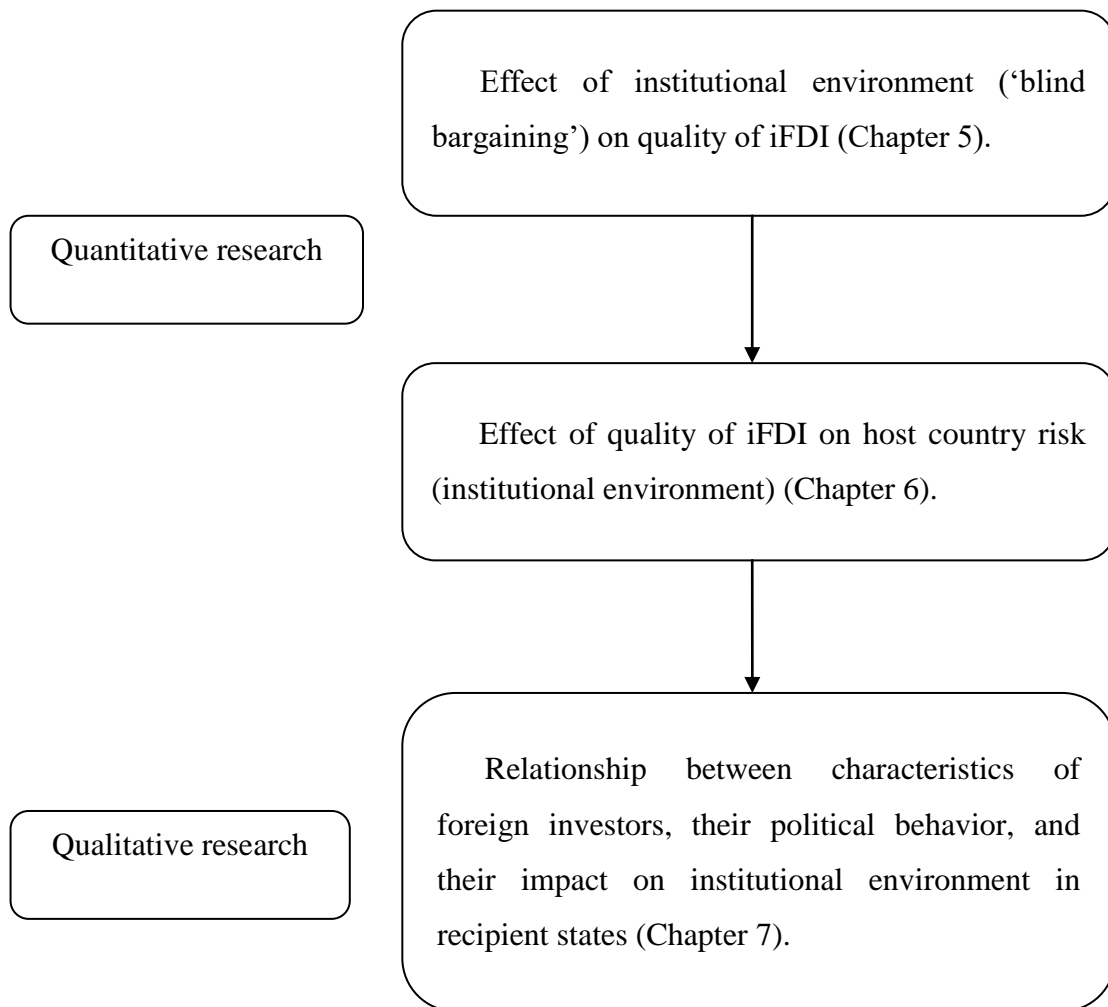 Effect of institutional environment (‘blind
bargaining’) on quality of iFDI (Chapter 5).
Quantitative research
Effect of quality of iFDI on host country risk
(institutional environment) (Chapter 6).
Relationship between characteristics of
foreign investors, their political behavior, and
their impact on institutional environment in
recipient states (Chapter 7).
Qualitative research